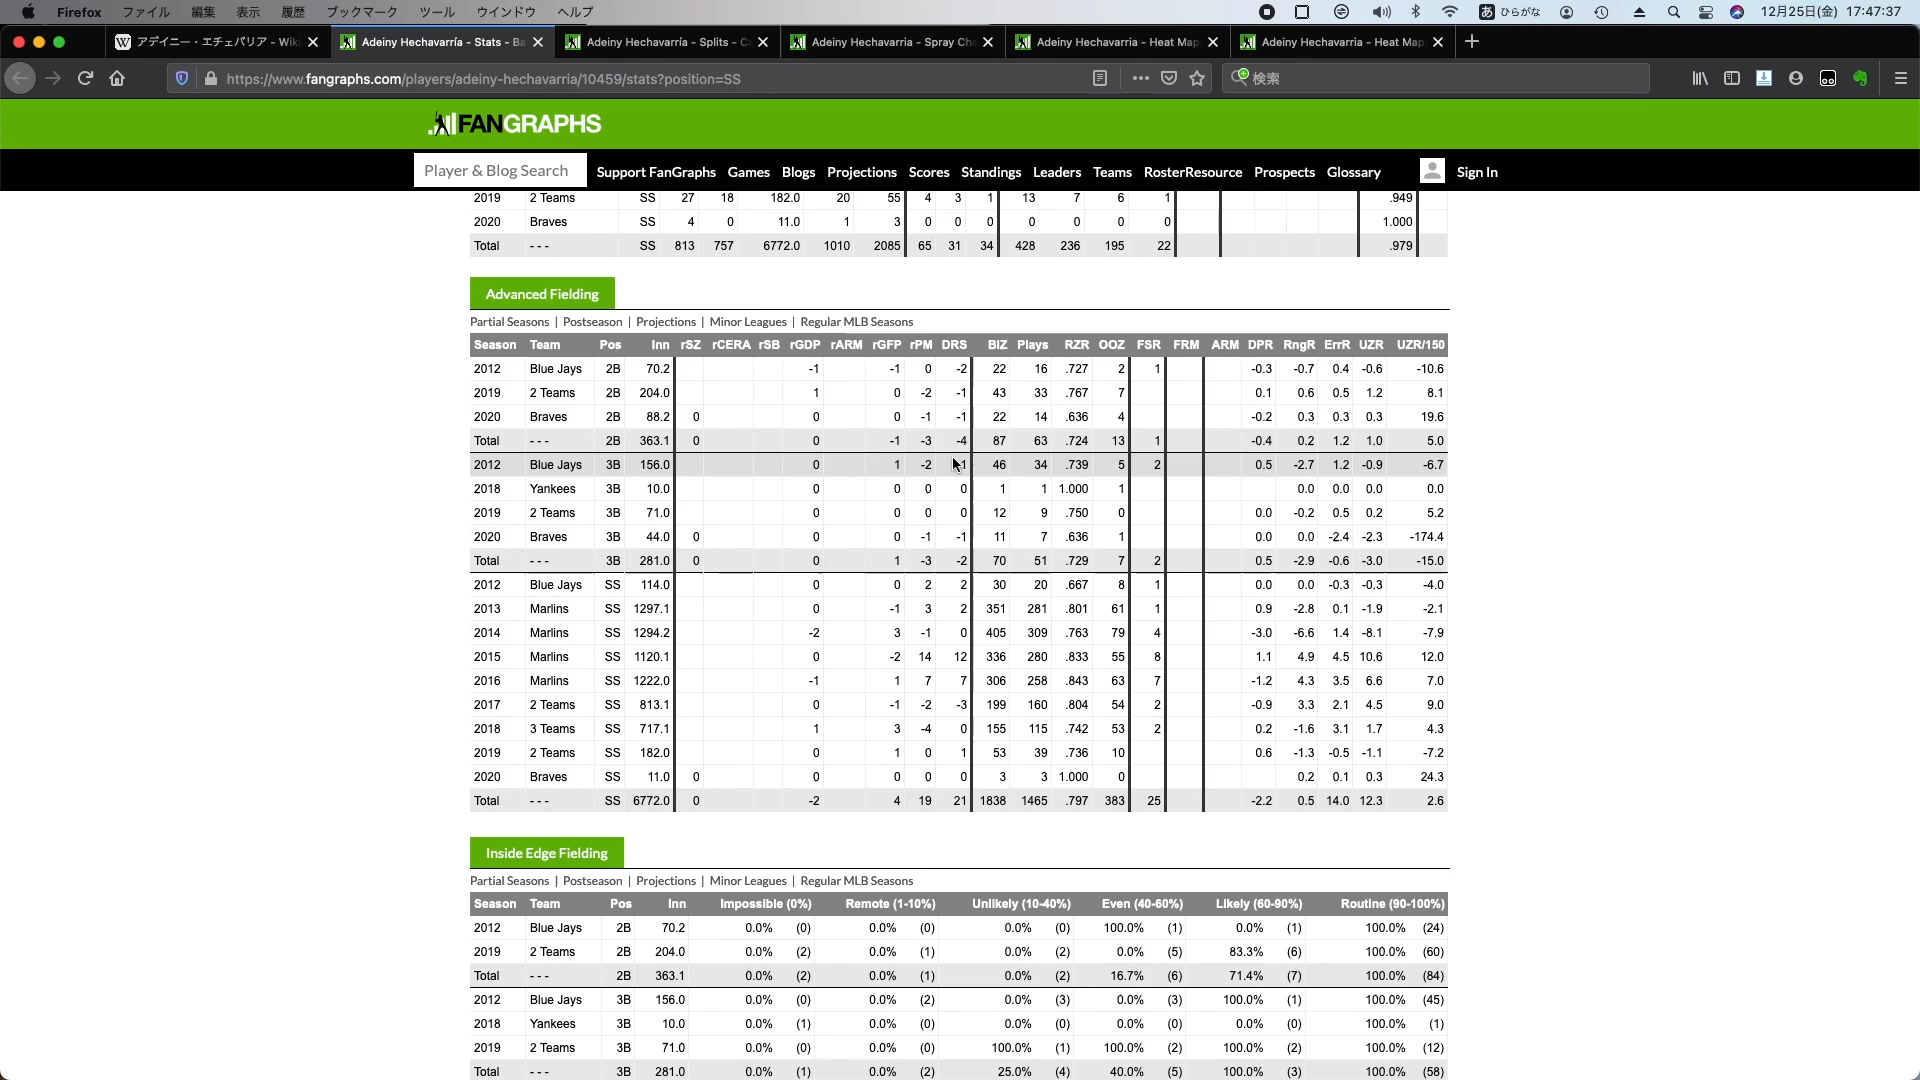 Firefox ファイル 編集 表示 履歴 ブックマーク ツール ウインドウ ヘルプ あ ひらがな 12月25日(金) 17:47:37
アデイニー・エチェバリア - Wiki Adeiny Hechavarría - Stats - Ba Adeiny Hechavarría - Splits - C Adeiny Hechavarria - Spray Cha Adeiny Hechavarria - Heat Map Adeiny Hechavarria - Heat Map
https://www.fangraphs.com/players/adeiny-hechavarria/10459/stats?position=SS 検索
FANGRAPHS
Player & Blog Search Support FanGraphs Games Blogs Projections Scores Standings Leaders Teams RosterResource Prospects Glossary Sign In
2019 2 Teams SS 27 18 182.0 20 55 4 3 1 13 7 6 1 .949
2020 Braves SS 4 0 11.0 1 3 0 0 0 0 0 0 0 1.000
Total - - - SS 813 757 6772.0 1010 2085 65 31 34 428 236 195 22 .979
Advanced Fielding
Partial Seasons | Postseason | Projections | Minor Leagues | Regular MLB Seasons
Season Team Pos Inn rSZ rCERA rSB rGDP rARM rGFP rPM DRS BIZ Plays RZR OOZ FSR FRM ARM DPR RngR ErrR UZR UZR/150
2012 Blue Jays 2B 70.2 -1 -1 0 -2 22 16 .727 2 1 -0.3 -0.7 0.4 -0.6 -10.6
2019 2 Teams 2B 204.0 1 0 -2 -1 43 33 .767 7 0.1 0.6 0.5 1.2 8.1
2020 Braves 2B 88.2 0 0 0 -1 -1 22 14 .636 4 -0.2 0.3 0.3 0.3 19.6
Total - - - 2B 363.1 0 0 -1 -3 -4 87 63 .724 13 1 -0.4 0.2 1.2 1.0 5.0
2012 Blue Jays 3B 156.0 0 1 -2 46 34 .739 5 2 0.5 -2.7 1.2 -0.9 -6.7
2018 Yankees 3B 10.0 0 0 0 0 1 1 1.000 1 0.0 0.0 0.0 0.0
2019 2 Teams 3B 71.0 0 0 0 0 12 9 .750 0 0.0 -0.2 0.5 0.2 5.2
2020 Braves 3B 44.0 0 0 0 -1 -1 11 7 .636 1 0.0 0.0 -2.4 -2.3 -174.4
Total - - - 3B 281.0 0 0 1 -3 -2 70 51 .729 7 2 0.5 -2.9 -0.6 -3.0 -15.0
2012 Blue Jays SS 114.0 0 0 2 2 30 20 .667 8 1 0.0 0.0 -0.3 -0.3 -4.0
2013 Marlins SS 1297.1 0 -1 3 2 351 281 .801 61 1 0.9 -2.8 0.1 -1.9 -2.1
2014 Marlins SS 1294.2 -2 3 -1 0 405 309 .763 79 4 -3.0 -6.6 1.4 -8.1 -7.9
2015 Marlins SS 1120.1 0 -2 14 12 336 280 .833 55 8 1.1 4.9 4.5 10.6 12.0
2016 Marlins SS 1222.0 -1 1 7 7 306 258 .843 63 7 -1.2 4.3 3.5 6.6 7.0
2017 2 Teams SS 813.1 0 -1 -2 -3 199 160 .804 54 2 -0.9 3.3 2.1 4.5 9.0
2018 3 Teams SS 717.1 1 3 -4 0 155 115 .742 53 2 0.2 -1.6 3.1 1.7 4.3
2019 2 Teams SS 182.0 0 1 0 1 53 39 .736 10 0.6 -1.3 -0.5 -1.1 -7.2
2020 Braves SS 11.0 0 0 0 0 0 3 3 1.000 0 0.2 0.1 0.3 24.3
Total - - - SS 6772.0 0 -2 4 19 21 1838 1465 .797 383 25 -2.2 0.5 14.0 12.3 2.6
Inside Edge Fielding
Partial Seasons | Postseason | Projections | Minor Leagues | Regular MLB Seasons
Season Team Pos Inn Impossible (0%) Remote (1-10%) Unlikely (10-40%) Even (40-60%) Likely (60-90%) Routine (90-100%)
2012 Blue Jays 2B 70.2 0.0% (0) 0.0% (0) 0.0% (0) 100.0% (1) 0.0% (1) 100.0% (24)
2019 2 Teams 2B 204.0 0.0% (2) 0.0% (1) 0.0% (2) 0.0% (5) 83.3% (6) 100.0% (60)
Total - - - 2B 363.1 0.0% (2) 0.0% (1) 0.0% (2) 16.7% (6) 71.4% (7) 100.0% (84)
2012 Blue Jays 3B 156.0 0.0% (0) 0.0% (2) 0.0% (3) 0.0% (3) 100.0% (1) 100.0% (45)
2018 Yankees 3B 10.0 0.0% (1) 0.0% (0) 0.0% (0) 0.0% (0) 0.0% (0) 100.0% (1)
2019 2 Teams 3B 71.0 0.0% (0) 0.0% (0) 100.0% (1) 100.0% (2) 100.0% (2) 100.0% (12)
Total - - - 3B 281.0 0.0% (1) 0.0% (2) 25.0% (4) 40.0% (5) 100.0% (3) 100.0% (58)